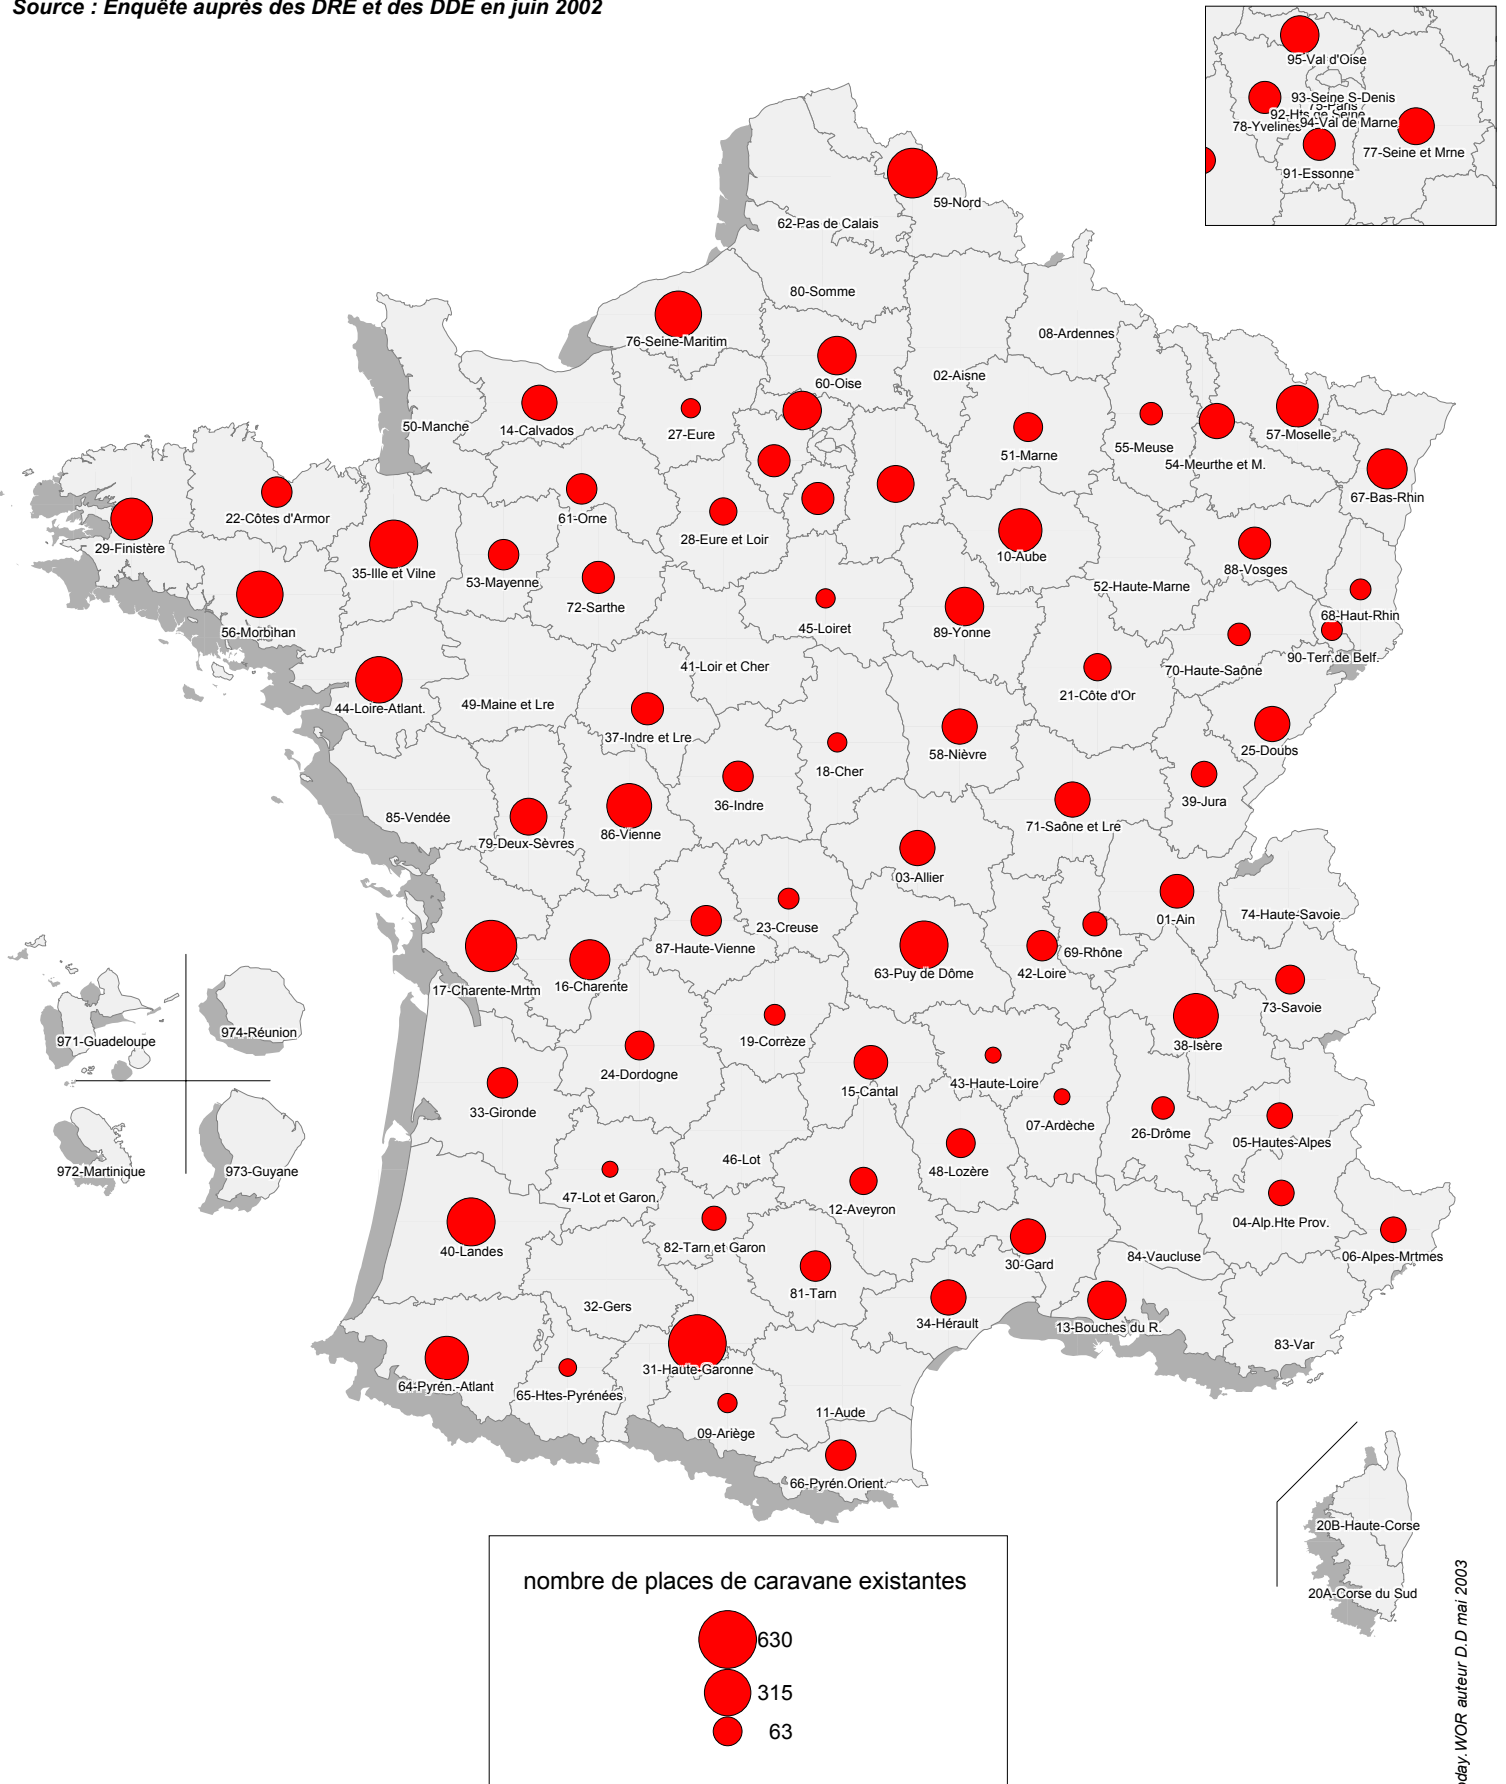 Source : Enquête auprès des DRE et des DDE en juin 2002
95-Val d'Oise
93-Seine S-Denis
75-Paris
92-Hts de Seine
78-Yvelines
94-Val de Marne
77-Seine et Mrne
91-Essonne
59-Nord
62-Pas de Calais
80-Somme
76-Seine-Maritim
08-Ardennes
60-Oise
02-Aisne
50-Manche
14-Calvados
27-Eure
51-Marne
55-Meuse
57-Moselle
54-Meurthe et M.
67-Bas-Rhin
22-Côtes d'Armor
61-Orne
29-Finistère
28-Eure et Loir
35-Ille et Vilne
53-Mayenne
10-Aube
88-Vosges
52-Haute-Marne
72-Sarthe
68-Haut-Rhin
56-Morbihan
45-Loiret
89-Yonne
90-Terr.de Belf.
41-Loir et Cher
70-Haute-Saône
21-Côte d'Or
44-Loire-Atlant.
49-Maine et Lre
37-Indre et Lre
58-Nièvre
25-Doubs
18-Cher
36-Indre
39-Jura
85-Vendée
86-Vienne
71-Saône et Lre
79-Deux-Sèvres
03-Allier
74-Haute-Savoie
01-Ain
23-Creuse
87-Haute-Vienne
69-Rhône
63-Puy de Dôme
42-Loire
17-Charente-Mrtm
16-Charente
73-Savoie
974-Réunion
971-Guadeloupe
19-Corrèze
38-Isère
24-Dordogne
43-Haute-Loire
15-Cantal
33-Gironde
07-Ardèche
26-Drôme
05-Hautes-Alpes
46-Lot
972-Martinique
973-Guyane
48-Lozère
47-Lot et Garon.
12-Aveyron
04-Alp.Hte Prov.
40-Landes
82-Tarn et Garon
84-Vaucluse
06-Alpes-Mrtmes
30-Gard
81-Tarn
32-Gers
34-Hérault
13-Bouches du R.
83-Var
31-Haute-Garonne
64-Pyrén.-Atlant
65-Htes-Pyrénées
11-Aude
09-Ariège
66-Pyrén.Orient.
20B-Haute-Corse
20A-Corse du Sud
nombre de places de caravane existantes
630
315
63
oday.WOR auteur D.D mai 2003